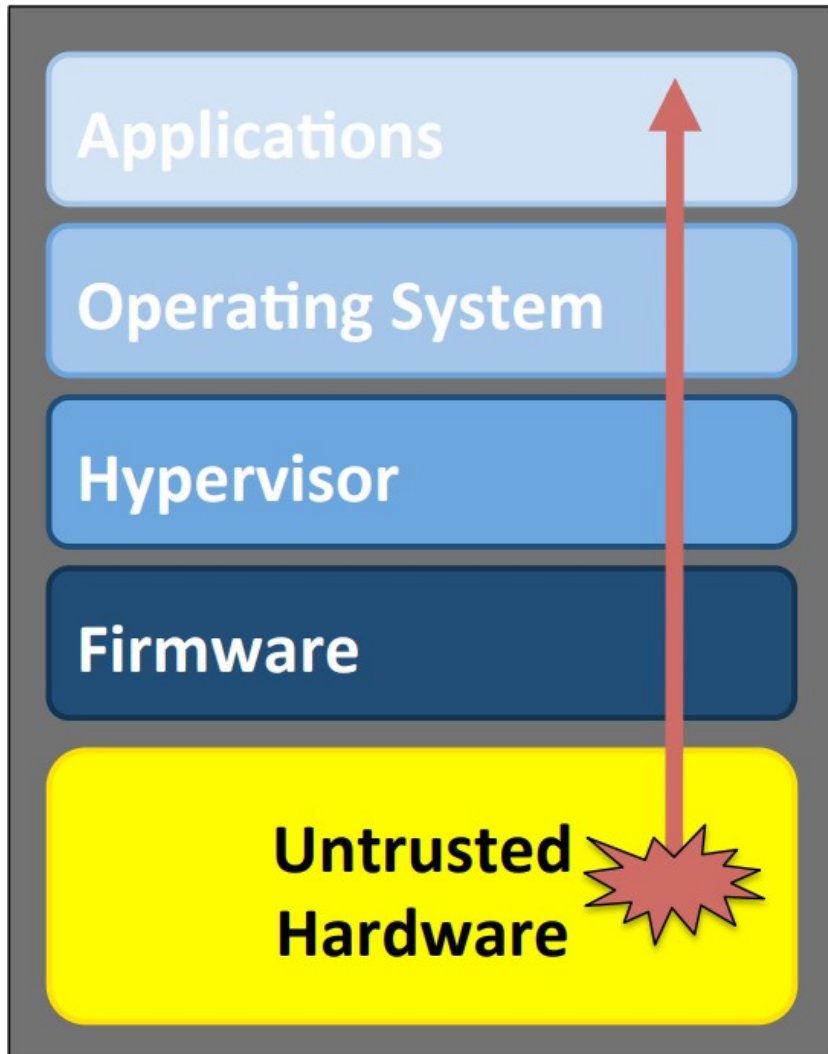 Applications
Operating System
Hypervisor
Firmware
Untrusted
Hardware